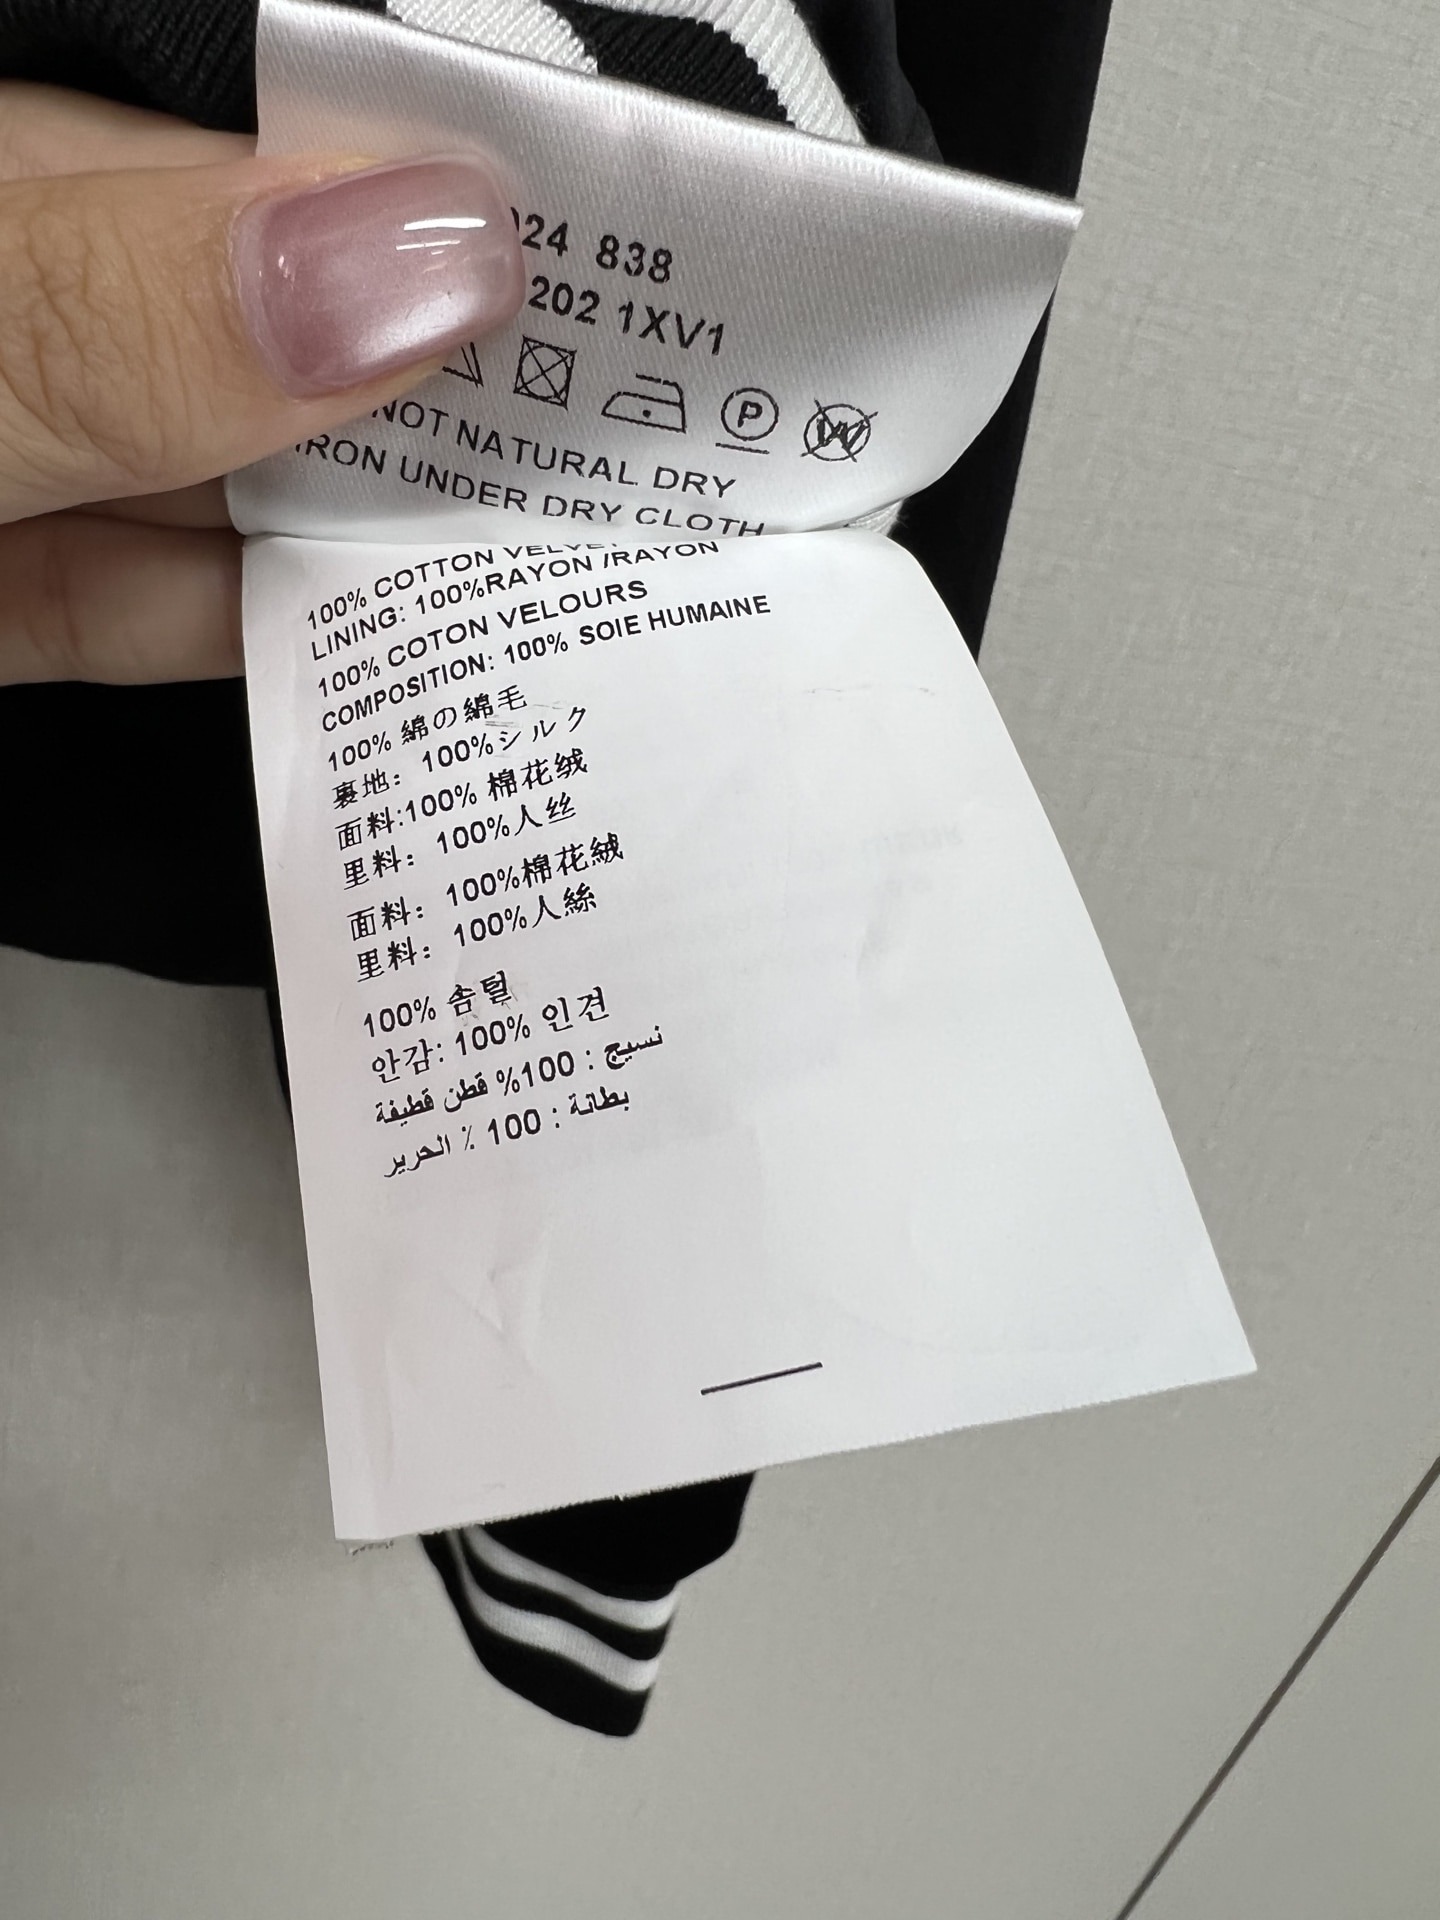 24 838
202 1XV1
P
W
NOT NATURAL DRY
IRON UNDER DRY CLOTH
100% COTTON VELVET
LINING: 100%RAYON /RAYON
100% COTON VELOURS
COMPOSITION: 100% SOIE HUMAINE
100% 綿の綿毛
裏地: 100%シルク
面料:100% 棉花绒
里料: 100%人丝
面料: 100%棉花絨
里料: 100%人絲
100% 솜털
안감: 100% 인견
نسيج : 100% قطن قطيفة
بطانة : 100 ٪ الحرير